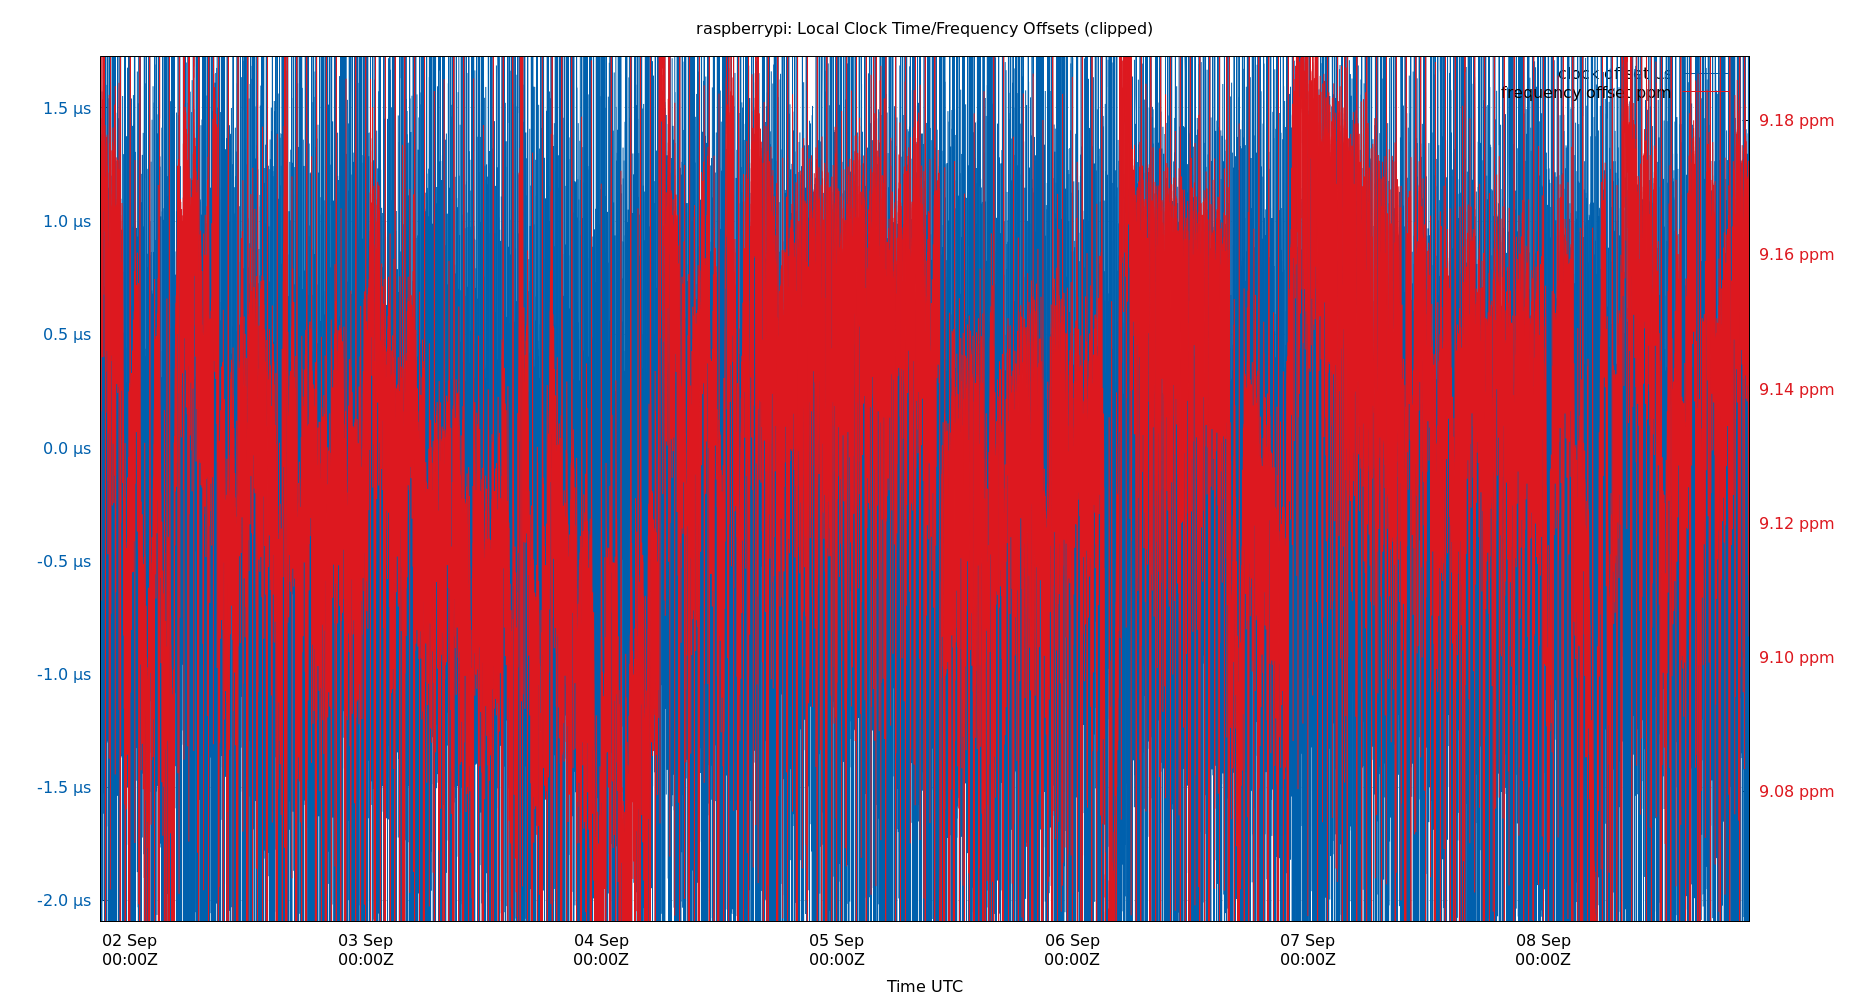 raspberrypi: Local Clock Time/Frequency Offsets (clipped)
clock offset µs
frequency offset ppm
1.5 µs
1.0 µs
0.5 µs
0.0 µs
-0.5 µs
-1.0 µs
-1.5 µs
-2.0 µs
9.18 ppm
9.16 ppm
9.14 ppm
9.12 ppm
9.10 ppm
9.08 ppm
02 Sep 03 Sep 04 Sep 05 Sep 06 Sep 07 Sep 08 Sep
00:00Z 00:00Z 00:00Z 00:00Z 00:00Z 00:00Z 00:00Z
Time UTC